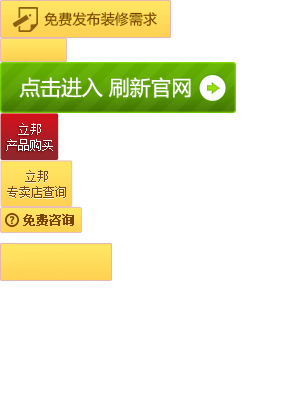 免费发布装修需求
点击进入 刷新官网
立邦
产品购买
立邦
专卖店查询
免费咨询